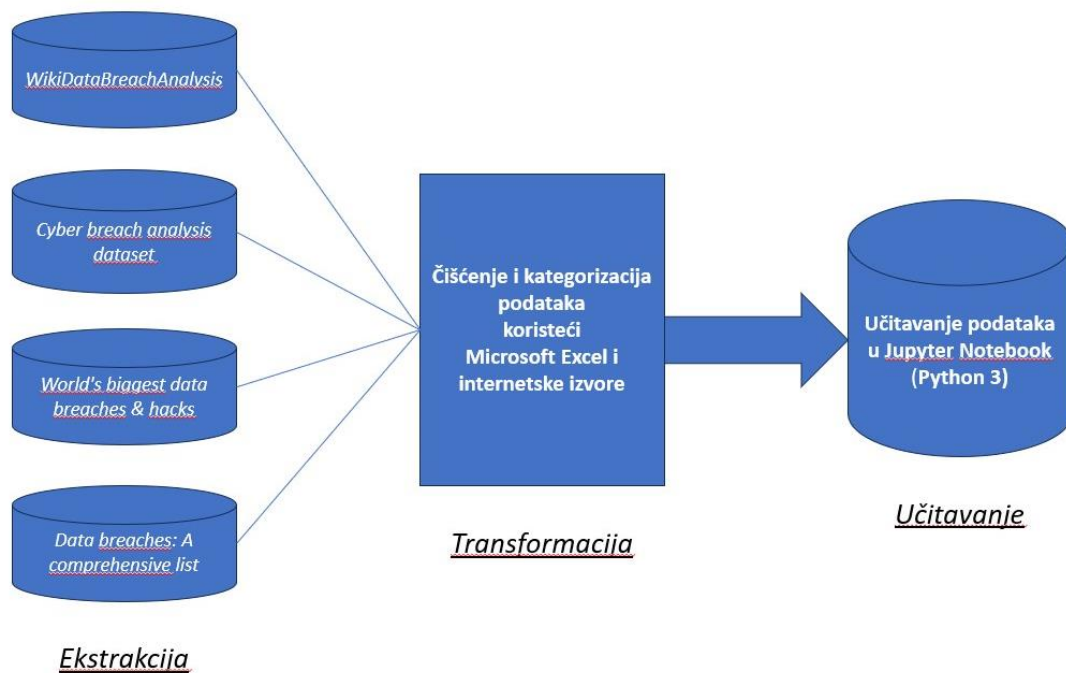 WikiDataBreachAnalysis
Cyber breach analysis
dataset
World's biggest data
breaches & hacks
Data breaches: A
comprehensive list
Ekstrakcija
Čišćenje i kategorizacija
podataka
koristeći
Microsoft Excel i
internetske izvore
Transformacija
Učitavanje podataka
u Jupyter Notebook
(Python 3)
Učitavanje